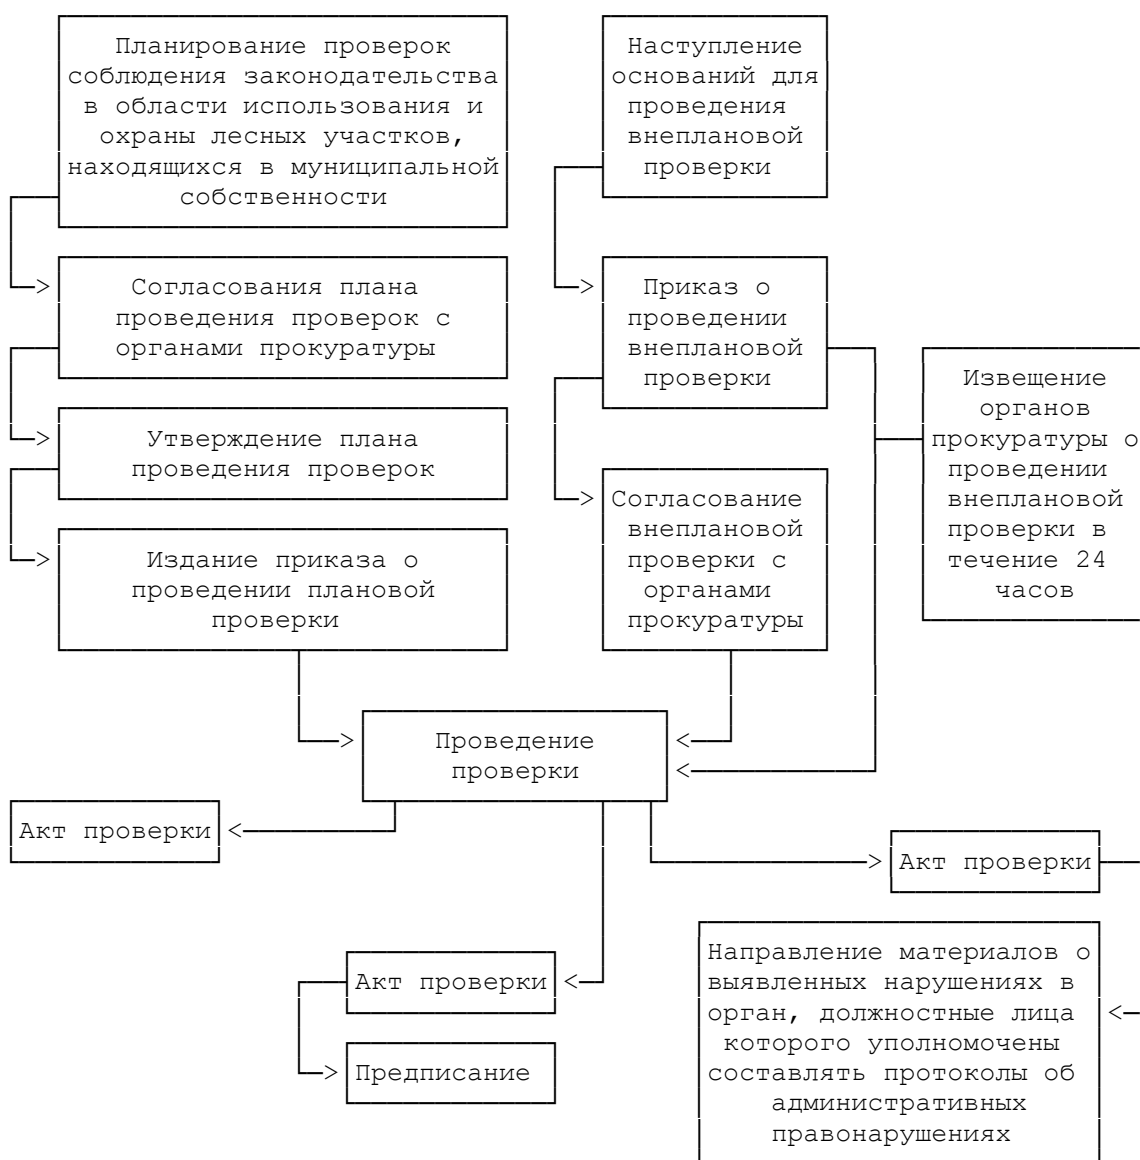 Планирование проверок
соблюдения законодательства
в области использования и
охраны лесных участков,
находящихся в муниципальной
собственности
Наступление
оснований для
проведения
внеплановой
проверки
Согласования плана
проведения проверок с
органами прокуратуры
Приказ о
проведении
внеплановой
проверки
Извещение
органов
прокуратуры о
проведении
внеплановой
проверки в
течение 24
часов
Утверждение плана
проведения проверок
Согласование
внеплановой
проверки с
органами
прокуратуры
Издание приказа о
проведении плановой
проверки
Проведение
проверки
Акт проверки
Акт проверки
Акт проверки
Предписание
Направление материалов о
выявленных нарушениях в
орган, должностные лица
которого уполномочены
составлять протоколы об
административных
правонарушениях